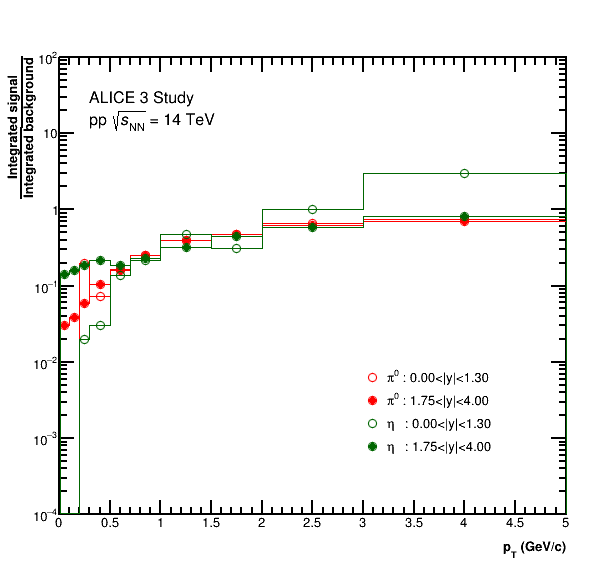 Integrated signal
Integrated background
10²
10
1
10⁻¹
10⁻²
10⁻³
10⁻⁴
ALICE 3 Study
pp √s_NN = 14 TeV
π⁰ : 0.00<|y|<1.30
π⁰ : 1.75<|y|<4.00
η : 0.00<|y|<1.30
η : 1.75<|y|<4.00
0 0.5 1 1.5 2 2.5 3 3.5 4 4.5 5
p_T (GeV/c)